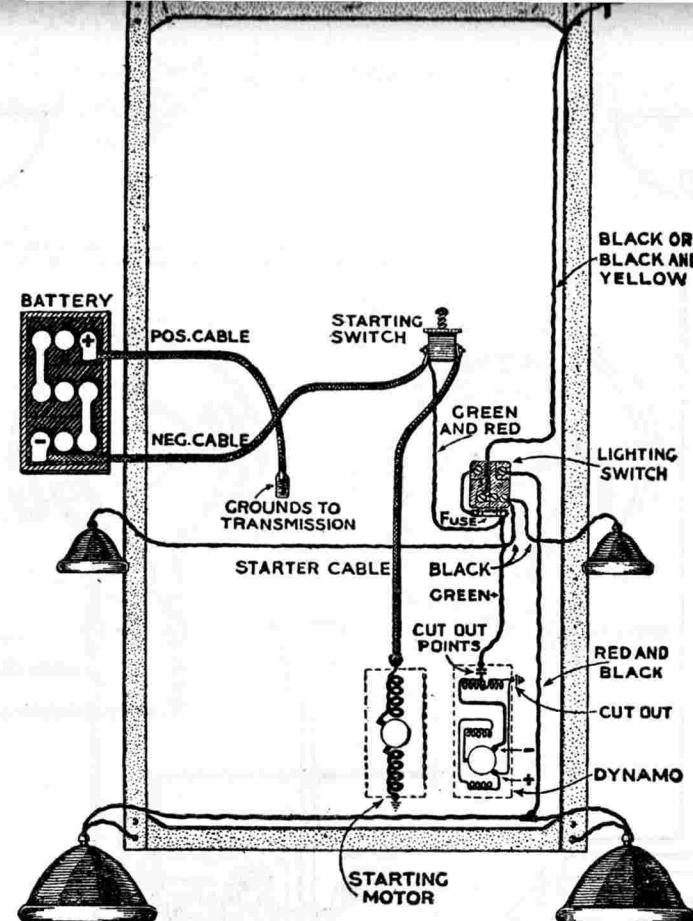 BLACK OR
BLACK AND
YELLOW
BATTERY
+
POS. CABLE
STARTING
SWITCH
GREEN
AND RED
NEG. CABLE
-
LIGHTING
SWITCH
GROUNDS TO
TRANSMISSION
FUSE
STARTER CABLE
BLACK
GREEN
CUT OUT
POINTS
RED AND
BLACK
CUT OUT
-
+
DYNAMO
STARTING
MOTOR